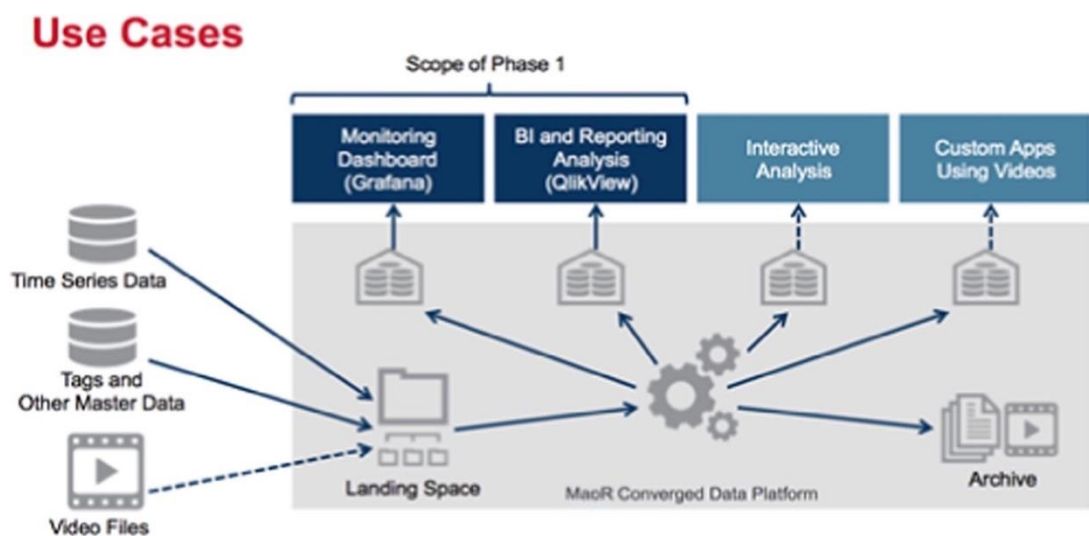 Use Cases
Scope of Phase 1
Monitoring
Dashboard
(Grafana)
BI and Reporting
Analysis
(QlikView)
Interactive
Analysis
Custom Apps
Using Videos
Time Series Data
Tags and
Other Master Data
Video Files
Landing Space
MaoR Converged Data Platform
Archive